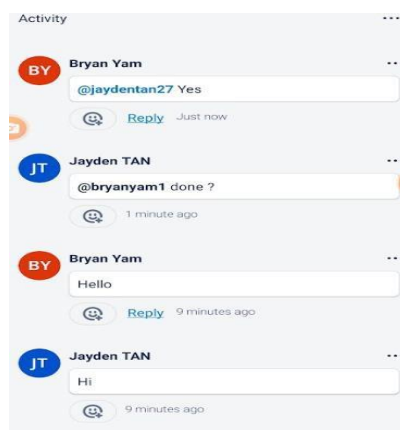 Activity
BY
Bryan Yam
@jaydentan27 Yes
Reply Just now
JT
Jayden TAN
@bryanyam1 done ?
1 minute ago
BY
Bryan Yam
Hello
Reply 9 minutes ago
JT
Jayden TAN
Hi
9 minutes ago